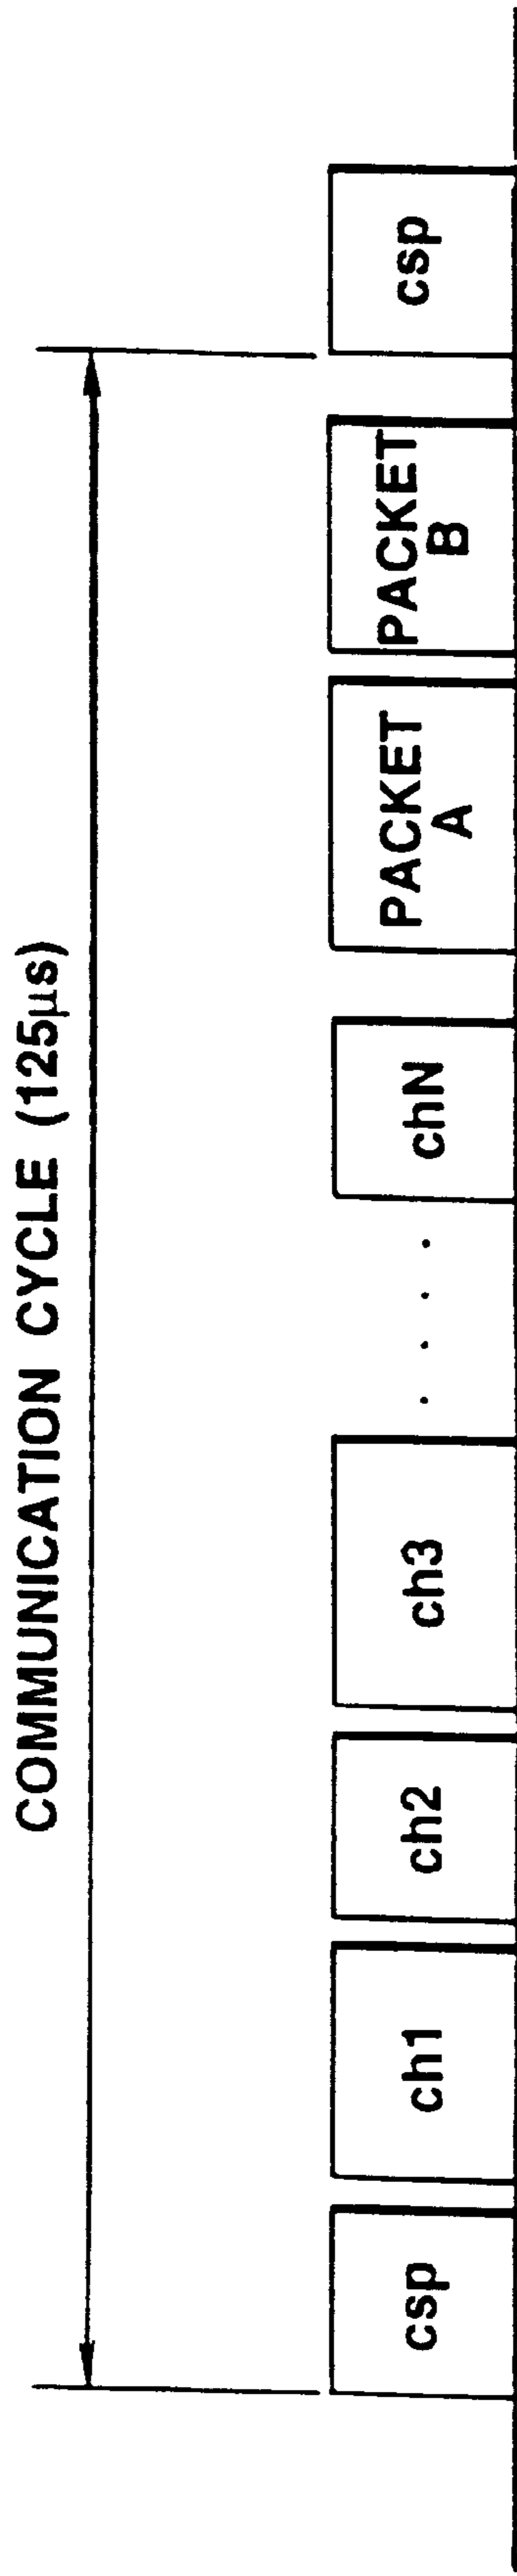 COMMUNICATION CYCLE (125μs)
csp
ch1
ch2
ch3
. . . .
chN
PACKET
A
PACKET
B
csp